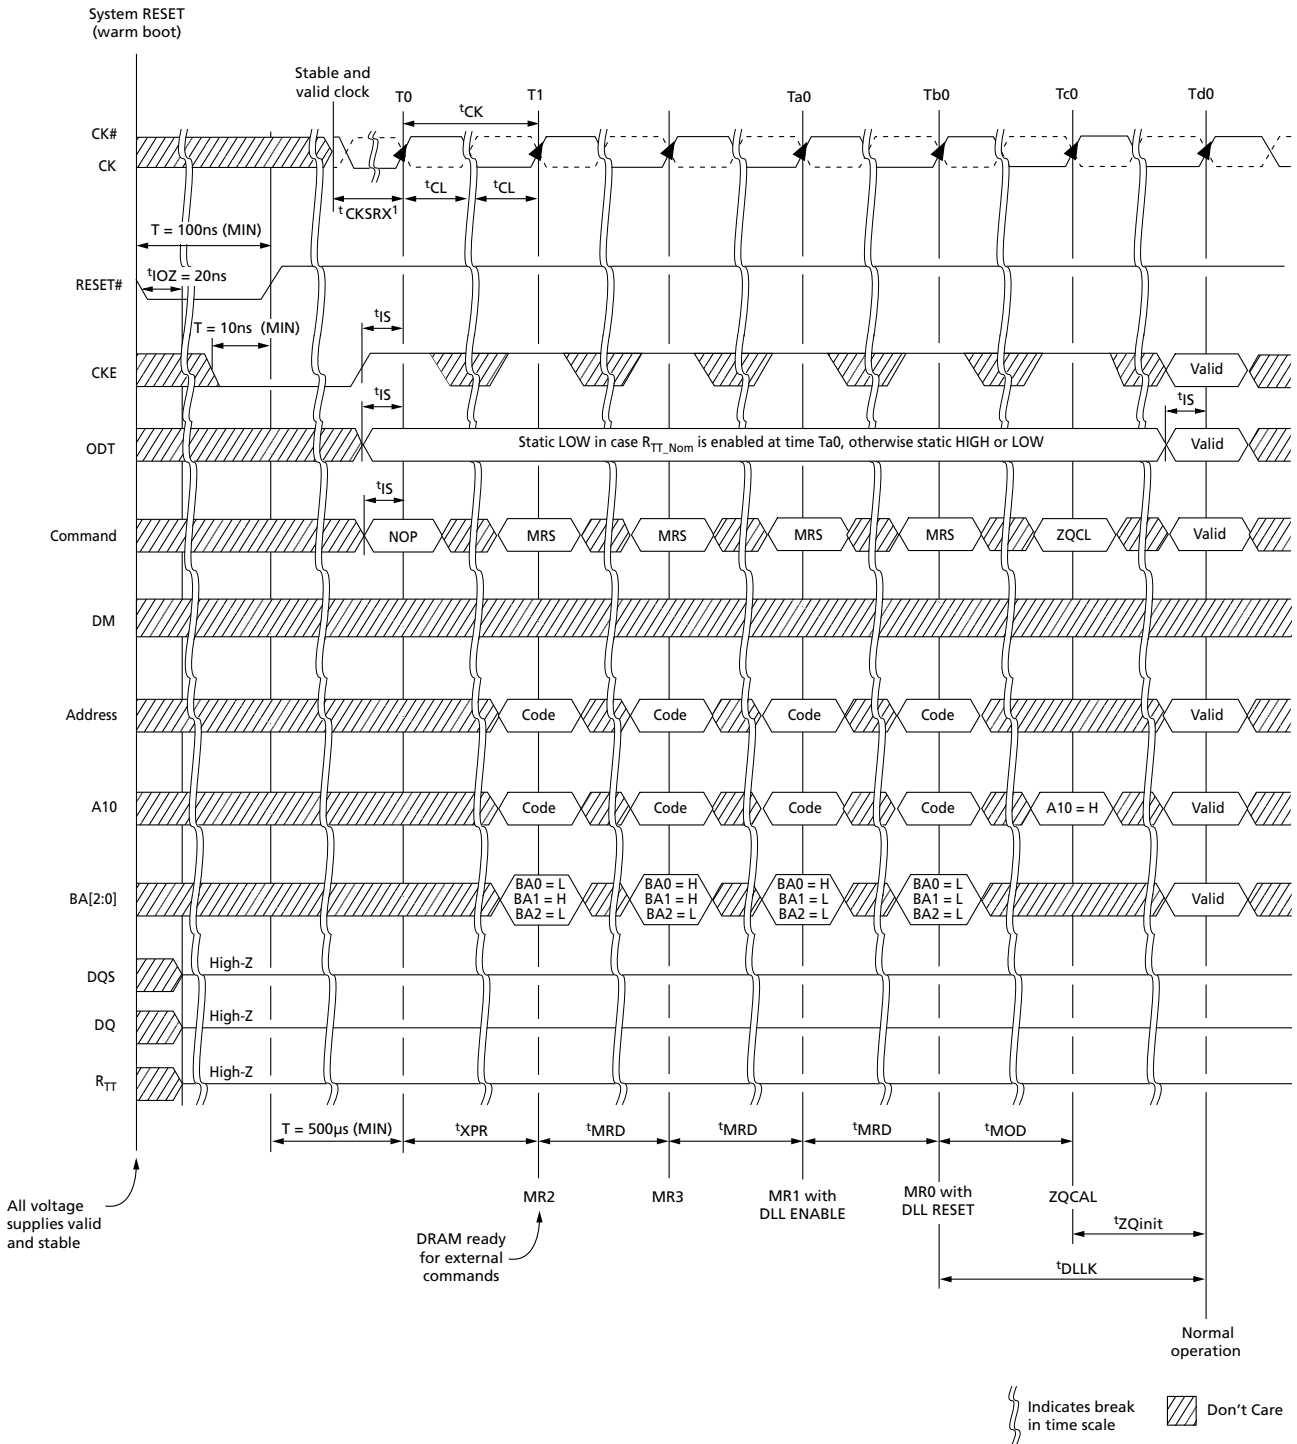 System RESET
(warm boot)
Stable and
valid clock
T0
T1
Ta0
Tb0
Tc0
Td0
tCK
CK#
CK
tCKSRX1
tCL
tCL
T = 100ns (MIN)
tIOZ = 20ns
RESET#
T = 10ns (MIN)
tIS
CKE
Valid
tIS
tIS
ODT
Static LOW in case RTT_Nom is enabled at time Ta0, otherwise static HIGH or LOW
Valid
tIS
Command
NOP
MRS
MRS
MRS
MRS
ZQCL
Valid
DM
Address
Code
Code
Code
Code
Valid
A10
Code
Code
Code
Code
A10 = H
Valid
BA[2:0]
BA0 = L
BA1 = H
BA2 = L
BA0 = H
BA1 = H
BA2 = L
BA0 = H
BA1 = L
BA2 = L
BA0 = L
BA1 = L
BA2 = L
Valid
DQS
High-Z
DQ
High-Z
RTT
High-Z
T = 500μs (MIN)
tXPR
tMRD
tMRD
tMRD
tMOD
All voltage
supplies valid
and stable
MR2
MR3
MR1 with
DLL ENABLE
MR0 with
DLL RESET
ZQCAL
DRAM ready
for external
commands
tZQinit
tDLLK
Normal
operation
Indicates break
in time scale
Don't Care